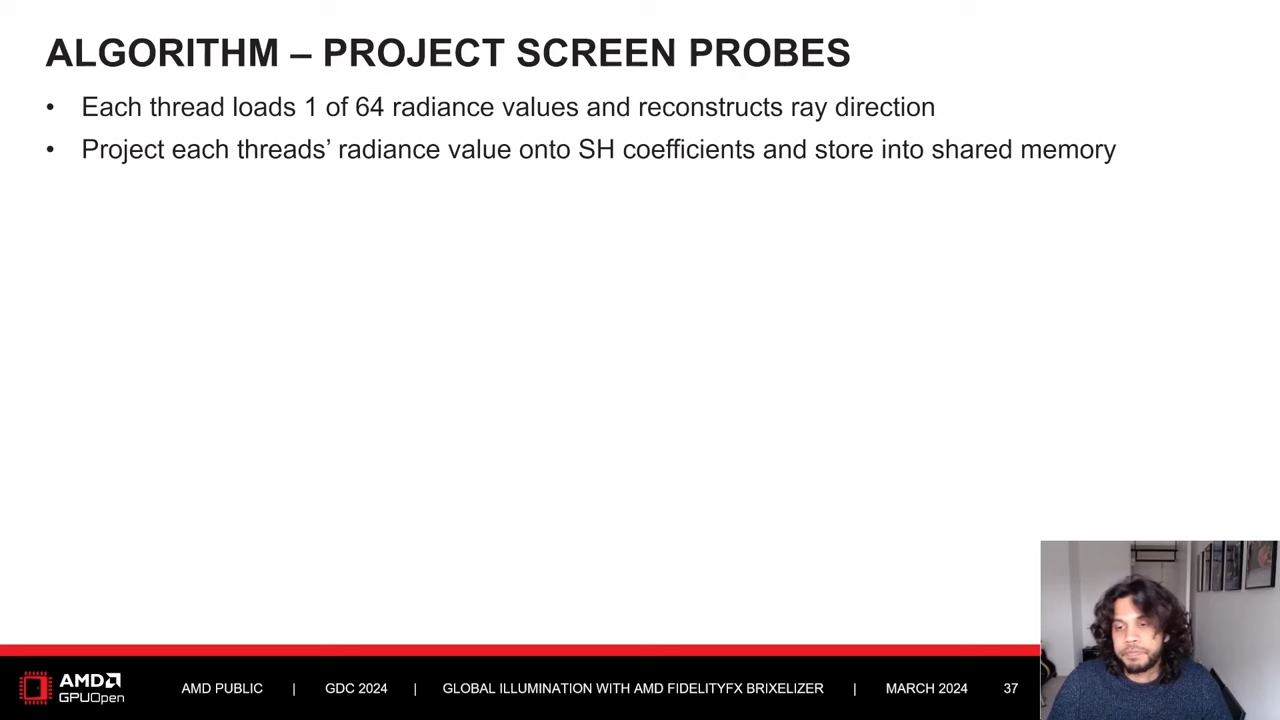 ALGORITHM – PROJECT SCREEN PROBES
• Each thread loads 1 of 64 radiance values and reconstructs ray direction
• Project each threads’ radiance value onto SH coefficients and store into shared memory
AMD
GPUOpen
AMD PUBLIC | GDC 2024 | GLOBAL ILLUMINATION WITH AMD FIDELITYFX BRIXELIZER | MARCH 2024 37